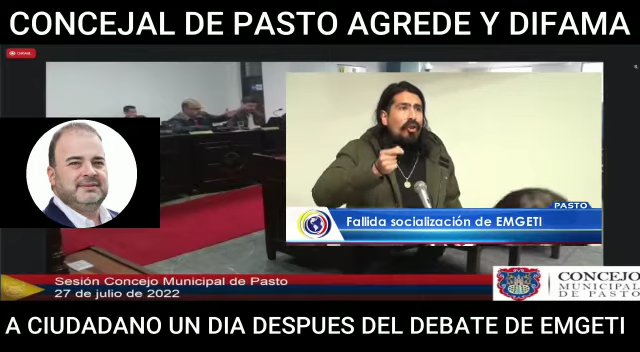 CONCEJAL DE PASTO AGREDE Y DIFAMA
PASTO
Fallida socialización de EMGETI
Sesión Concejo Municipal de Pasto
27 de julio de 2022
CONCEJO
MUNICIPAL
DE PASTO
A CIUDADANO UN DIA DESPUES DEL DEBATE DE EMGETI